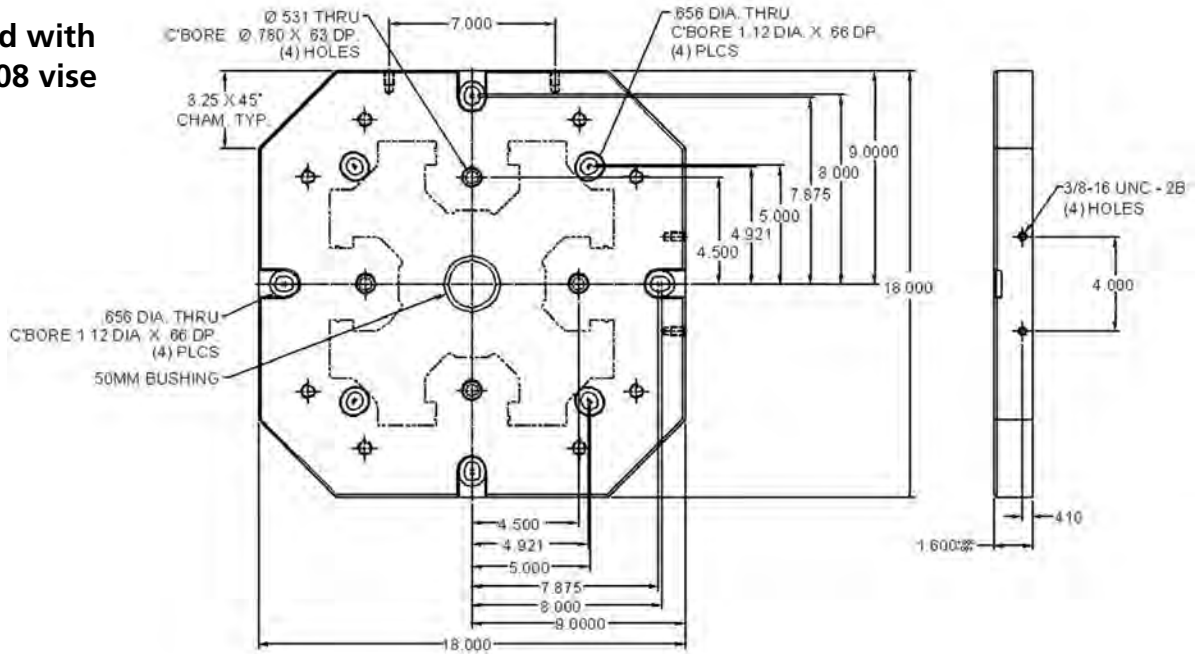 d with
08 vise
Ø.531 THRU
C'BORE Ø.780 X .63 DP.
(4) HOLES
7.000
.656 DIA. THRU
C'BORE 1.12 DIA. X .66 DP.
(4) PLCS
3.25 X 45°
CHAM. TYP.
9.0000
8.000
7.875
5.000
4.921
4.500
18.000
3/8-16 UNC - 2B
(4) HOLES
4.000
.656 DIA. THRU
C'BORE 1.12 DIA. X .66 DP.
(4) PLCS
50MM BUSHING
4.500
4.921
5.000
7.875
8.000
9.0000
18.000
.410
1.600